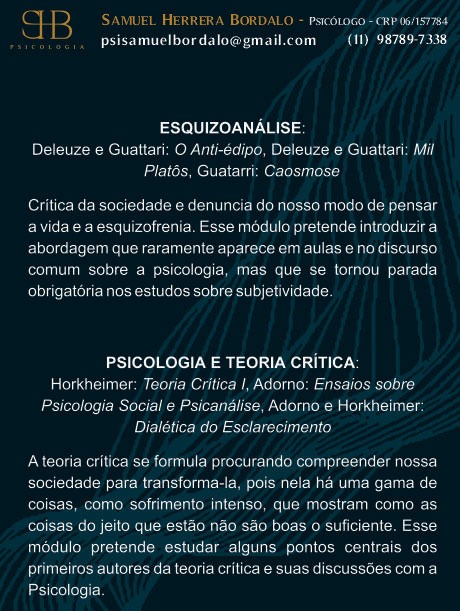 SHB
PSICOLOGIA
SAMUEL HERRERA BORDALO - PSICÓLOGO - CRP 06/157784
psisamuelbordalo@gmail.com (11) 98789-7338
ESQUIZOANÁLISE:
Deleuze e Guattari: O Anti-édipo, Deleuze e Guattari: Mil
Platôs, Guatarri: Caosmose
Crítica da sociedade e denuncia do nosso modo de pensar
a vida e a esquizofrenia. Esse módulo pretende introduzir a
abordagem que raramente aparece em aulas e no discurso
comum sobre a psicologia, mas que se tornou parada
obrigatória nos estudos sobre subjetividade.
PSICOLOGIA E TEORIA CRÍTICA:
Horkheimer: Teoria Crítica I, Adorno: Ensaios sobre
Psicologia Social e Psicanálise, Adorno e Horkheimer:
Dialética do Esclarecimento
A teoria crítica se formula procurando compreender nossa
sociedade para transforma-la, pois nela há uma gama de
coisas, como sofrimento intenso, que mostram como as
coisas do jeito que estão não são boas o suficiente. Esse
módulo pretende estudar alguns pontos centrais dos
primeiros autores da teoria crítica e suas discussões com a
Psicologia.